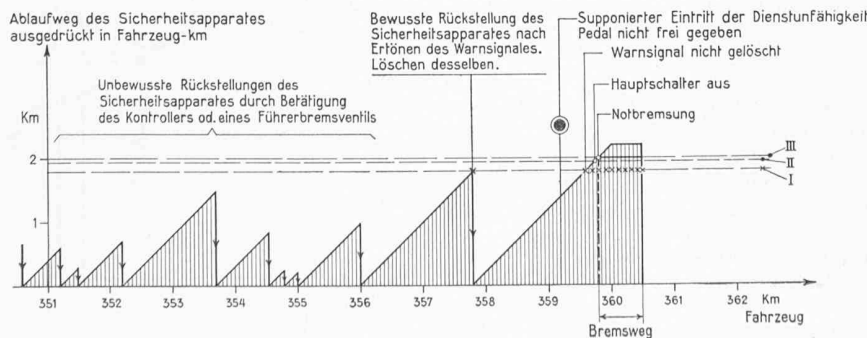 Ablaufweg des Sicherheitsapparates
ausgedrückt in Fahrzeug-km
Bewusste Rückstellung des
Sicherheitsapparates nach
Ertönen des Warnsignales.
Löschen desselben.
Supponierter Eintritt der Dienstunfähigkeit
Pedal nicht frei gegeben
Warnsignal nicht gelöscht
Hauptschalter aus
Notbremsung
Unbewusste Rückstellungen des
Sicherheitsapparates durch Betätigung
des Kontrollers od. eines Führerbremsventils
Km
2
1
III
II
I
351 352 353 354 355 356 357 358 359 360 361 362 Km
Fahrzeug
Bremsweg